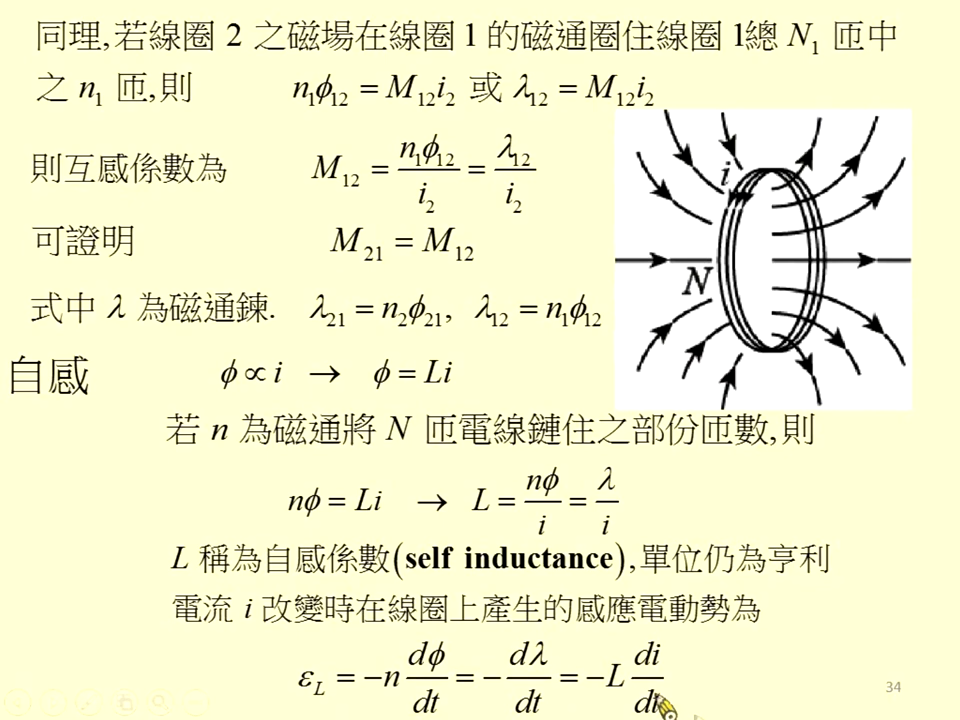 同理,若線圈 2 之磁場在線圈 1 的磁通圈住線圈 1總 N₁ 匝中
之 n₁ 匝,則 n₁ϕ₁₂ = M₁₂i₂ 或 λ₁₂ = M₁₂i₂
則互感係數為 M₁₂ = n₁ϕ₁₂/i₂ = λ₁₂/i₂
可證明 M₂₁ = M₁₂
式中 λ 為磁通鍊. λ₂₁ = n₂ϕ₂₁, λ₁₂ = n₁ϕ₁₂
i
N
自感 ϕ ∝ i → ϕ = Li
若 n 為磁通將 N 匝電線鏈住之部份匝數,則
nϕ = Li → L = nϕ/i = λ/i
L 稱為自感係數(self inductance),單位仍為亨利
電流 i 改變時在線圈上產生的感應電動勢為
ε_L = −n dϕ/dt = − dλ/dt = −L di/dt
34